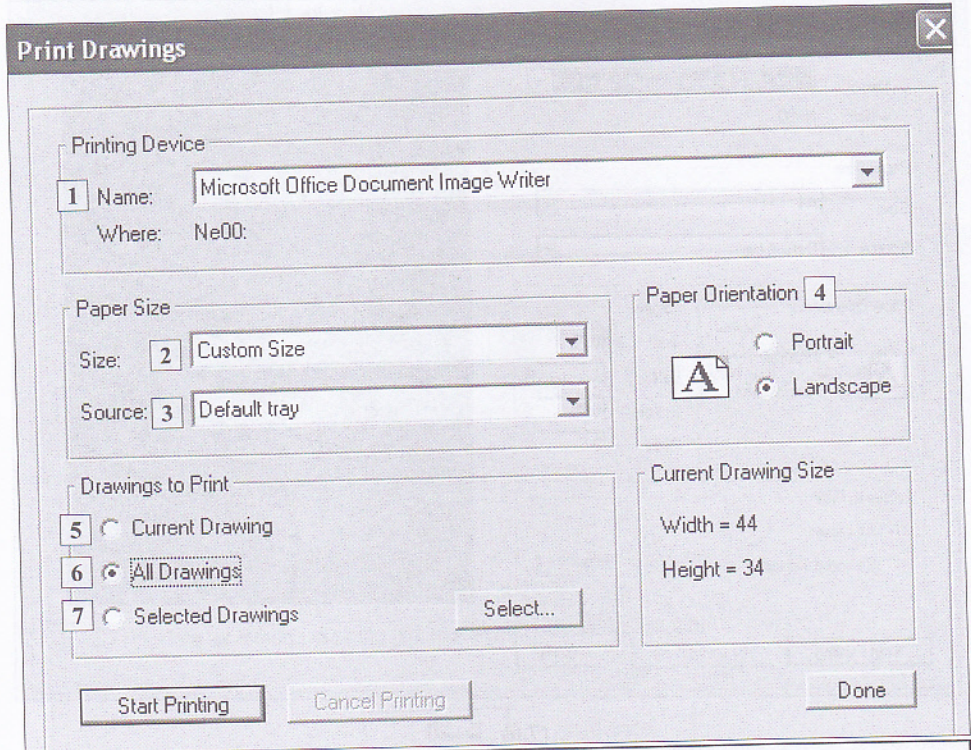 Print Drawings
Printing Device
1 Name: Microsoft Office Document Image Writer
Where: Ne00:
Paper Size
Size: 2 Custom Size
Source: 3 Default tray
Paper Orientation 4
Portrait
A
Landscape
Drawings to Print
5 Current Drawing
6 All Drawings
7 Selected Drawings
Select...
Current Drawing Size
Width = 44
Height = 34
Start Printing
Cancel Printing
Done